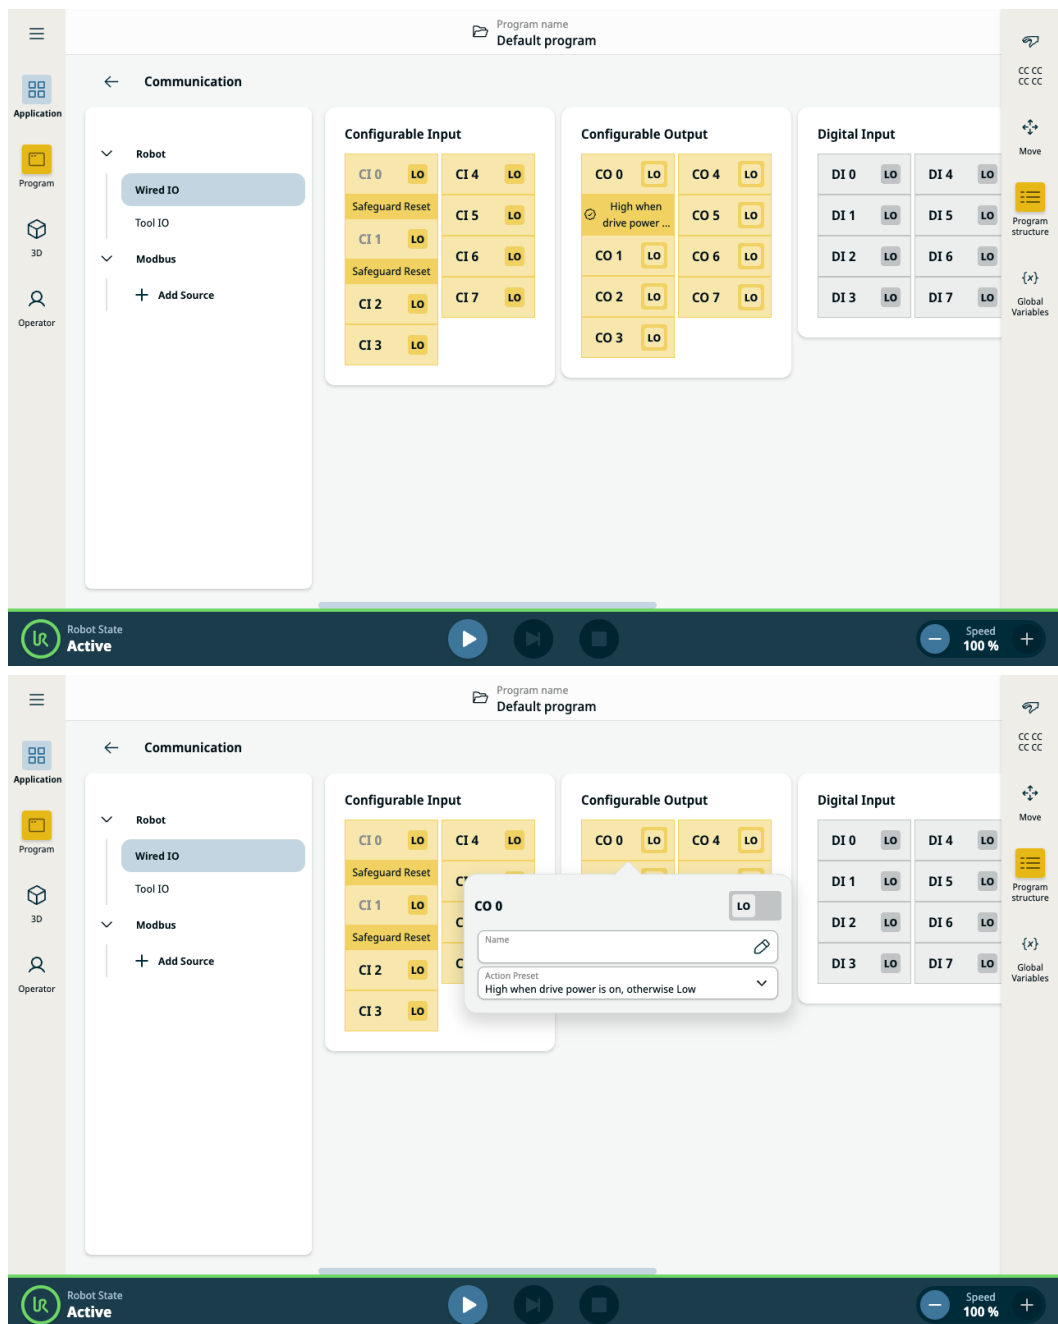 Program name
Default program
Communication
Application
Program
3D
Operator
Robot
Wired IO
Tool IO
Modbus
Add Source
Configurable Input
CI 0 LO CI 4 LO
Safeguard Reset
CI 5 LO
CI 1 LO
CI 6 LO
Safeguard Reset
CI 2 LO CI 7 LO
CI 3 LO
Configurable Output
CO 0 LO CO 4 LO
High when
drive power ...
CO 5 LO
CO 1 LO CO 6 LO
CO 2 LO CO 7 LO
CO 3 LO
Digital Input
DI 0 LO DI 4 LO
DI 1 LO DI 5 LO
DI 2 LO DI 6 LO
DI 3 LO DI 7 LO
CC CC
CC CC
Move
Program
structure
{x}
Global
Variables
UR
Robot State
Active
Speed
100 %
Program name
Default program
Communication
Application
Program
3D
Operator
Robot
Wired IO
Tool IO
Modbus
Add Source
Configurable Input
CI 0 LO CI 4 LO
Safeguard Reset
CI 1 LO
Safeguard Reset
CI 2 LO
CI 3 LO
Configurable Output
CO 0 LO CO 4 LO
CO 0
LO
Name
Action Preset
High when drive power is on, otherwise Low
Digital Input
DI 0 LO DI 4 LO
DI 1 LO DI 5 LO
DI 2 LO DI 6 LO
DI 3 LO DI 7 LO
CC CC
CC CC
Move
Program
structure
{x}
Global
Variables
UR
Robot State
Active
Speed
100 %